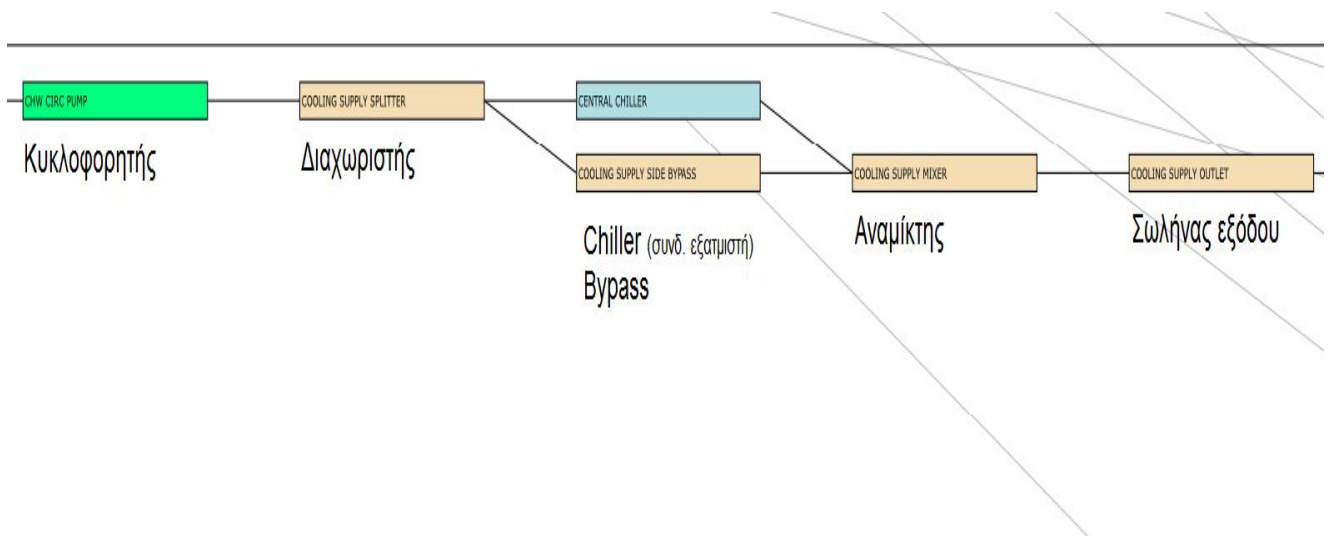 CHW CIRC PUMP
COOLING SUPPLY SPLITTER
CENTRAL CHILLER
Κυκλοφορητής
Διαχωριστής
COOLING SUPPLY SIDE BYPASS
COOLING SUPPLY MIXER
COOLING SUPPLY OUTLET
Chiller (συνδ. εξατμιστή)
Bypass
Αναμίκτης
Σωλήνας εξόδου